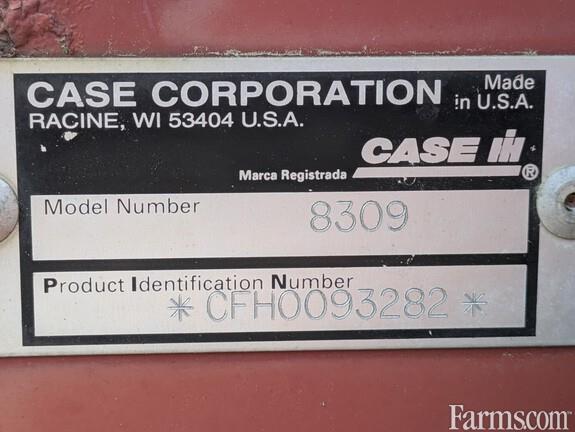 CASE CORPORATION Made
RACINE, WI 53404 U.S.A. in U.S.A.
CASE IH
Marca Registrada ®
Model Number 8309
Product Identification Number
* CFH0093282 *
Farms.com